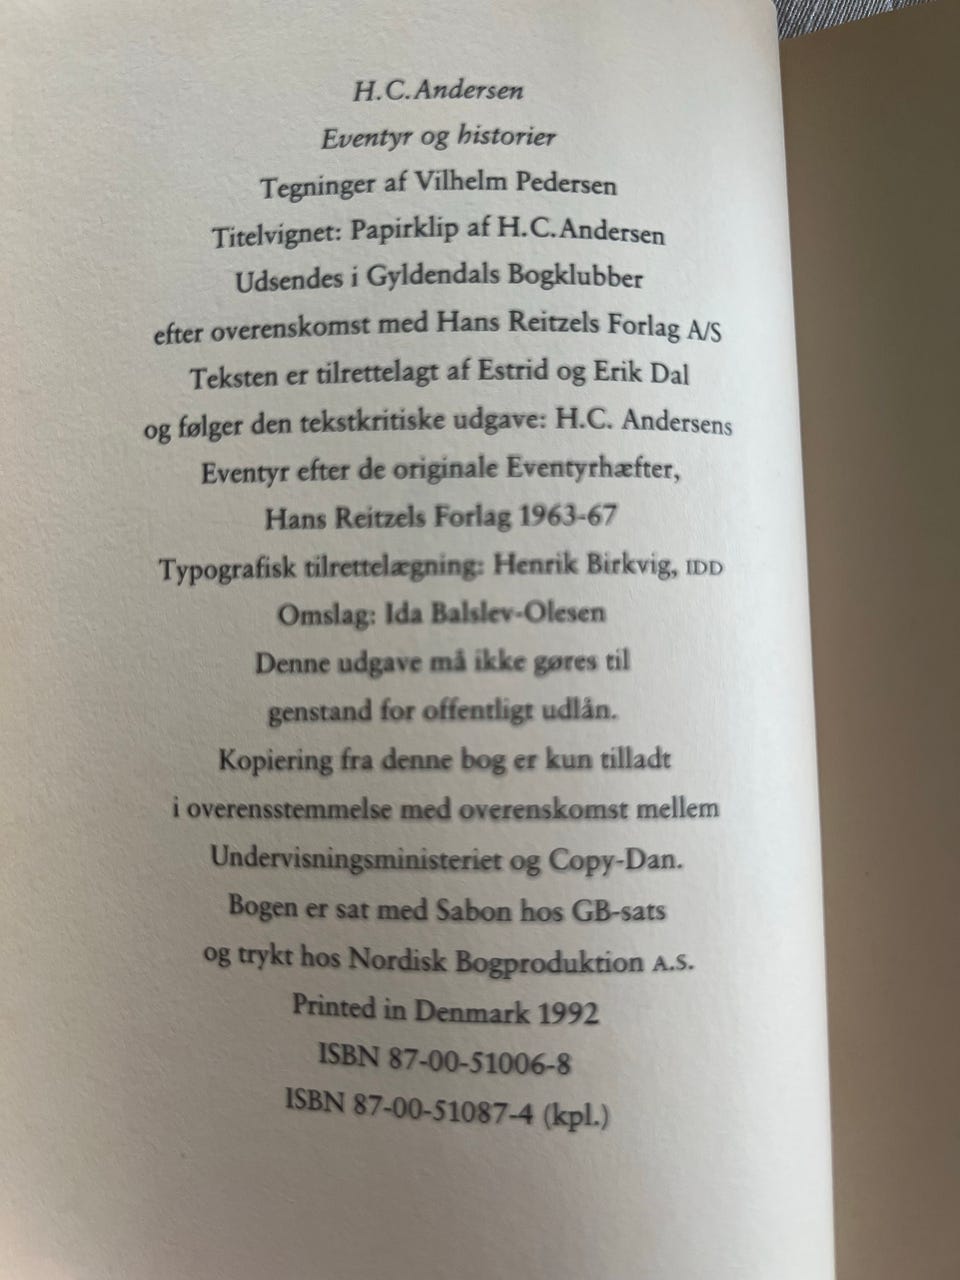 H.C.Andersen
Eventyr og historier
Tegninger af Vilhelm Pedersen
Titelvignet: Papirklip af H.C.Andersen
Udsendes i Gyldendals Bogklubber
efter overenskomst med Hans Reitzels Forlag A/S
Teksten er tilrettelagt af Estrid og Erik Dal
og følger den tekstkritiske udgave: H.C. Andersens
Eventyr efter de originale Eventyrhæfter,
Hans Reitzels Forlag 1963-67
Typografisk tilrettelægning: Henrik Birkvig, IDD
Omslag: Ida Balslev-Olesen
Denne udgave må ikke gøres til
genstand for offentligt udlån.
Kopiering fra denne bog er kun tilladt
i overensstemmelse med overenskomst mellem
Undervisningsministeriet og Copy-Dan.
Bogen er sat med Sabon hos GB-sats
og trykt hos Nordisk Bogproduktion A.S.
Printed in Denmark 1992
ISBN 87-00-51006-8
ISBN 87-00-51087-4 (kpl.)